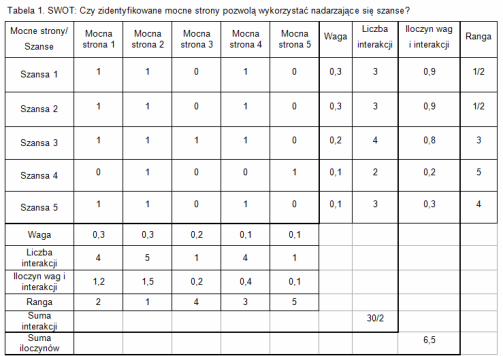 Tabela 1. SWOT: Czy zidentyfikowane mocne strony pozwolą wykorzystać nadarzające się szanse?
Mocne strony/ Szanse Mocna strona 1 Mocna strona 2 Mocna strona 3 Mocna strona 4 Mocna strona 5 Waga Liczba interakcji Iloczyn wag i interakcji Ranga
Szansa 1 1 1 0 1 0 0,3 3 0,9 1/2
Szansa 2 1 1 0 1 0 0,3 3 0,9 1/2
Szansa 3 1 1 1 1 0 0,2 4 0,8 3
Szansa 4 0 1 0 0 1 0,1 2 0,2 5
Szansa 5 1 1 0 1 0 0,1 3 0,3 4
Waga 0,3 0,3 0,2 0,1 0,1
Liczba interakcji 4 5 1 4 1
Iloczyn wag i interakcji 1,2 1,5 0,2 0,4 0,1
Ranga 2 1 4 3 5
Suma interakcji 30/2
Suma iloczynów 6,5